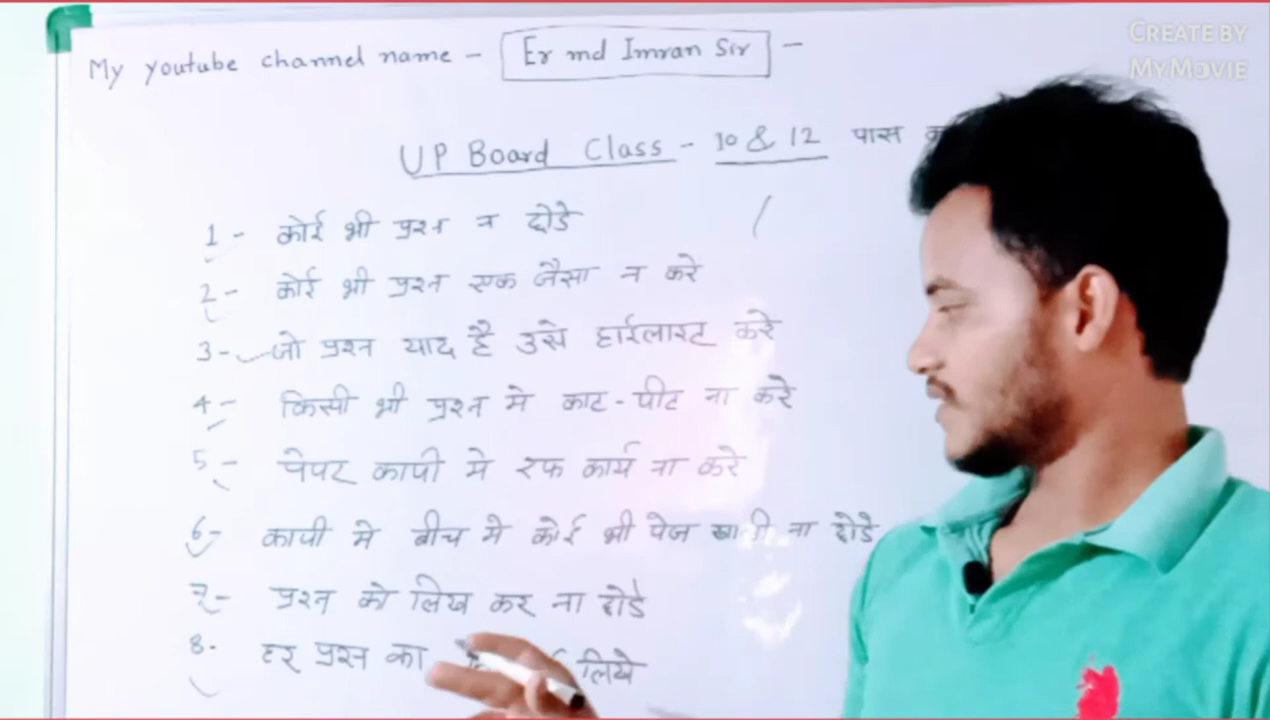 CREATE BY
MYMOVIE
My youtube channel name - Er md Imran Sir -
UP Board Class - 10 & 12 पास
1 - कोई भी प्रश्न न छोडे
2 - कोई भी प्रश्न एक जैसा न करे
3 - जो प्रश्न याद है उसे हाईलाइट करे
4 - किसी भी प्रश्न मे काट-पीट ना करे
5 - पेपर कापी मे रफ कार्य ना करे
6 - कापी मे बीच मे कोई भी पेज खाली ना छोडे
7 - प्रश्न को लिख कर ना छोडे
8. हर प्रश्न का लिखे